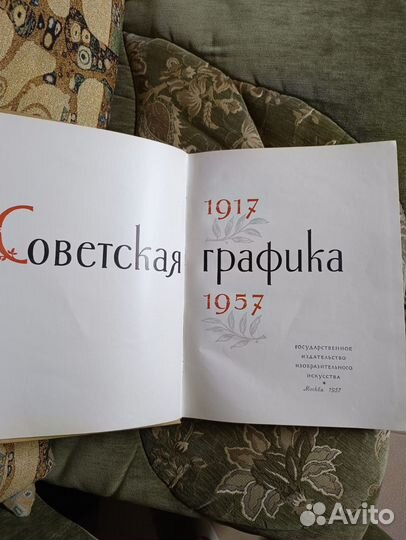 1917
Советская графика
1957
ГОСУДАРСТВЕННОЕ
ИЗДАТЕЛЬСТВО
ИЗОБРАЗИТЕЛЬНОГО
ИСКУССТВА
Москва 1957
Avito